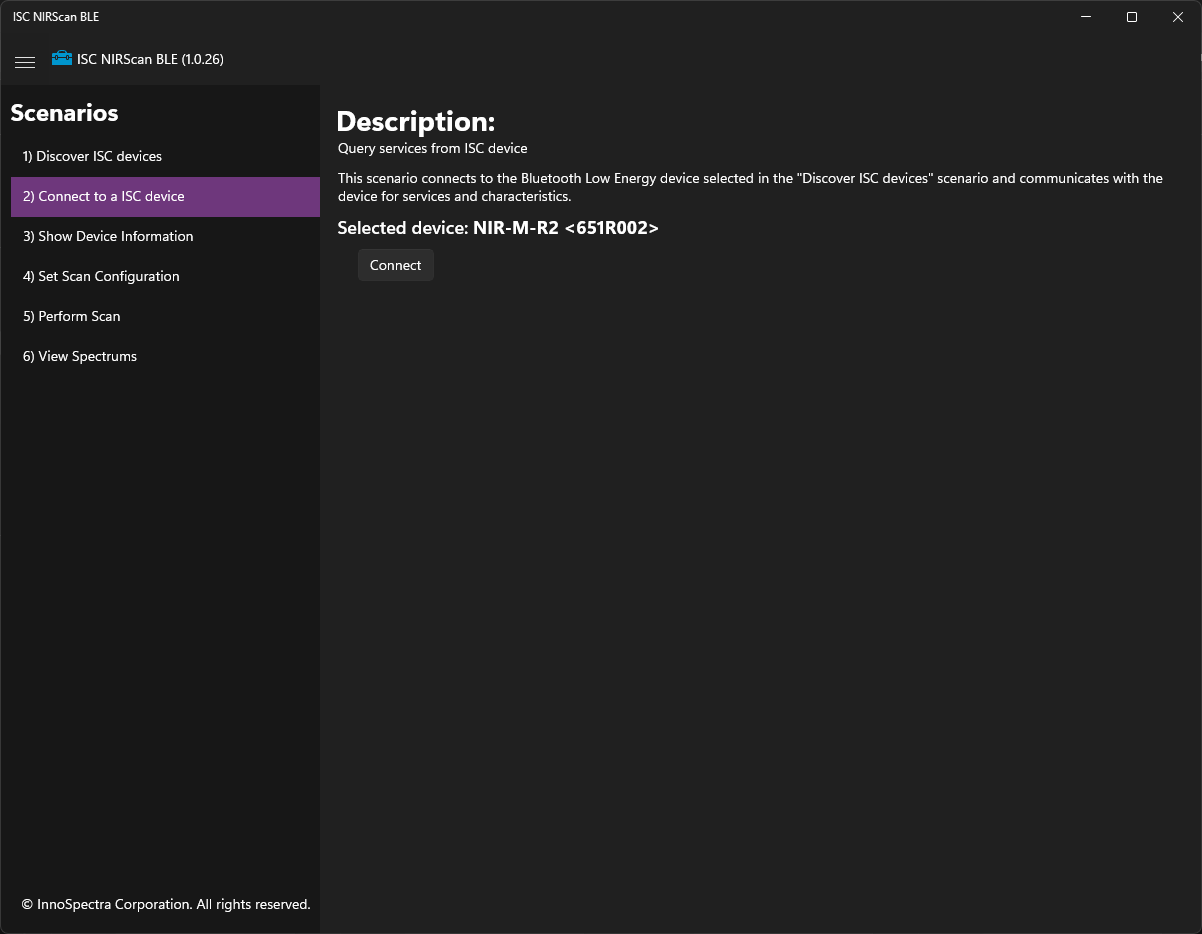 ISC NIRScan BLE
ISC NIRScan BLE (1.0.26)
Scenarios
1) Discover ISC devices
2) Connect to a ISC device
3) Show Device Information
4) Set Scan Configuration
5) Perform Scan
6) View Spectrums
© InnoSpectra Corporation. All rights reserved.
Description:
Query services from ISC device
This scenario connects to the Bluetooth Low Energy device selected in the "Discover ISC devices" scenario and communicates with the
device for services and characteristics.
Selected device: NIR-M-R2 <651R002>
Connect